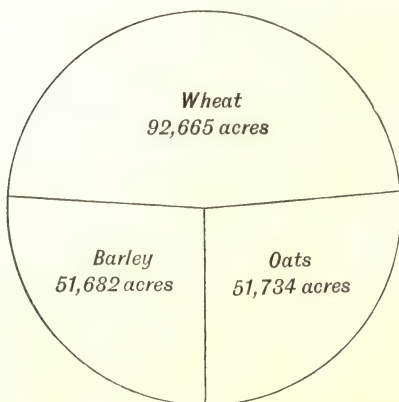 Wheat
92,665 acres
Barley
51,682 acres
Oats
51,734 acres